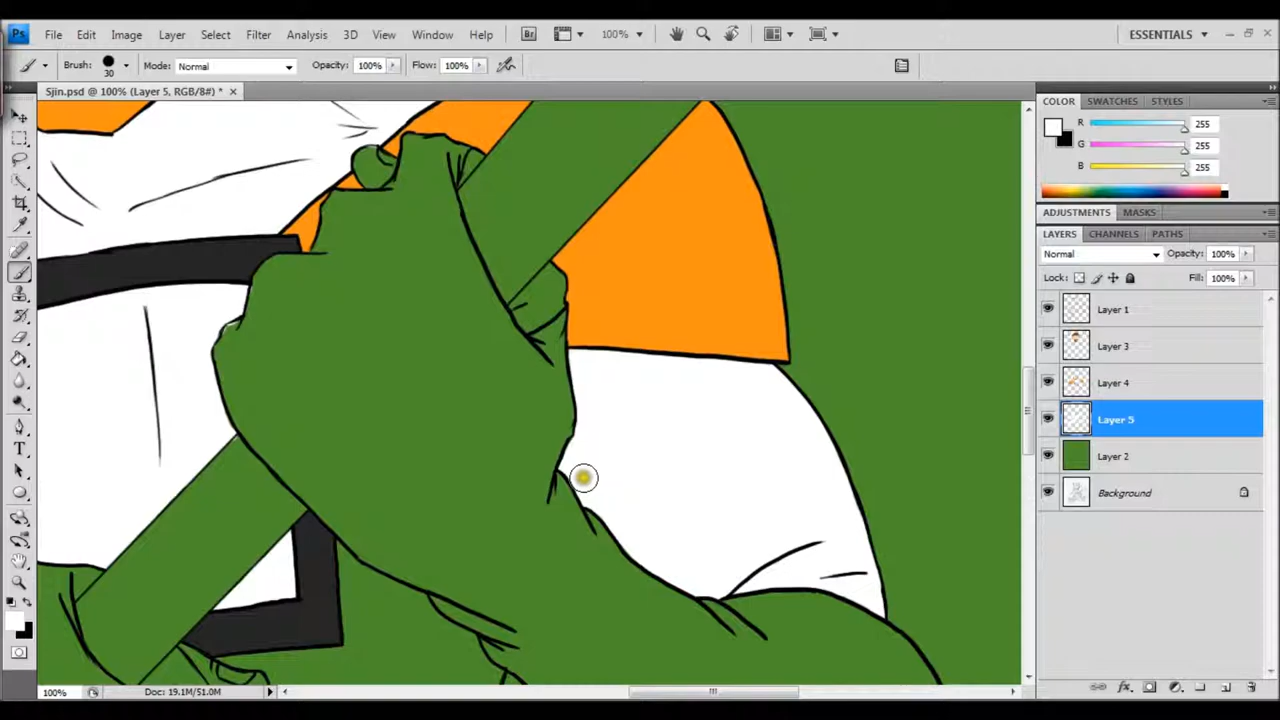 Ps File Edit Image Layer Select Filter Analysis 3D View Window Help Br 100% ESSENTIALS
Brush: 30 Mode: Normal Opacity: 100% Flow: 100%
Sjin.psd @ 100% (Layer 5, RGB/8#) *
COLOR SWATCHES STYLES
R 255
G 255
B 255
ADJUSTMENTS MASKS
LAYERS CHANNELS PATHS
Normal Opacity: 100%
Lock: Fill: 100%
Layer 1
Layer 3
Layer 4
Layer 5
Layer 2
Background
100% Doc: 19.1M/51.0M